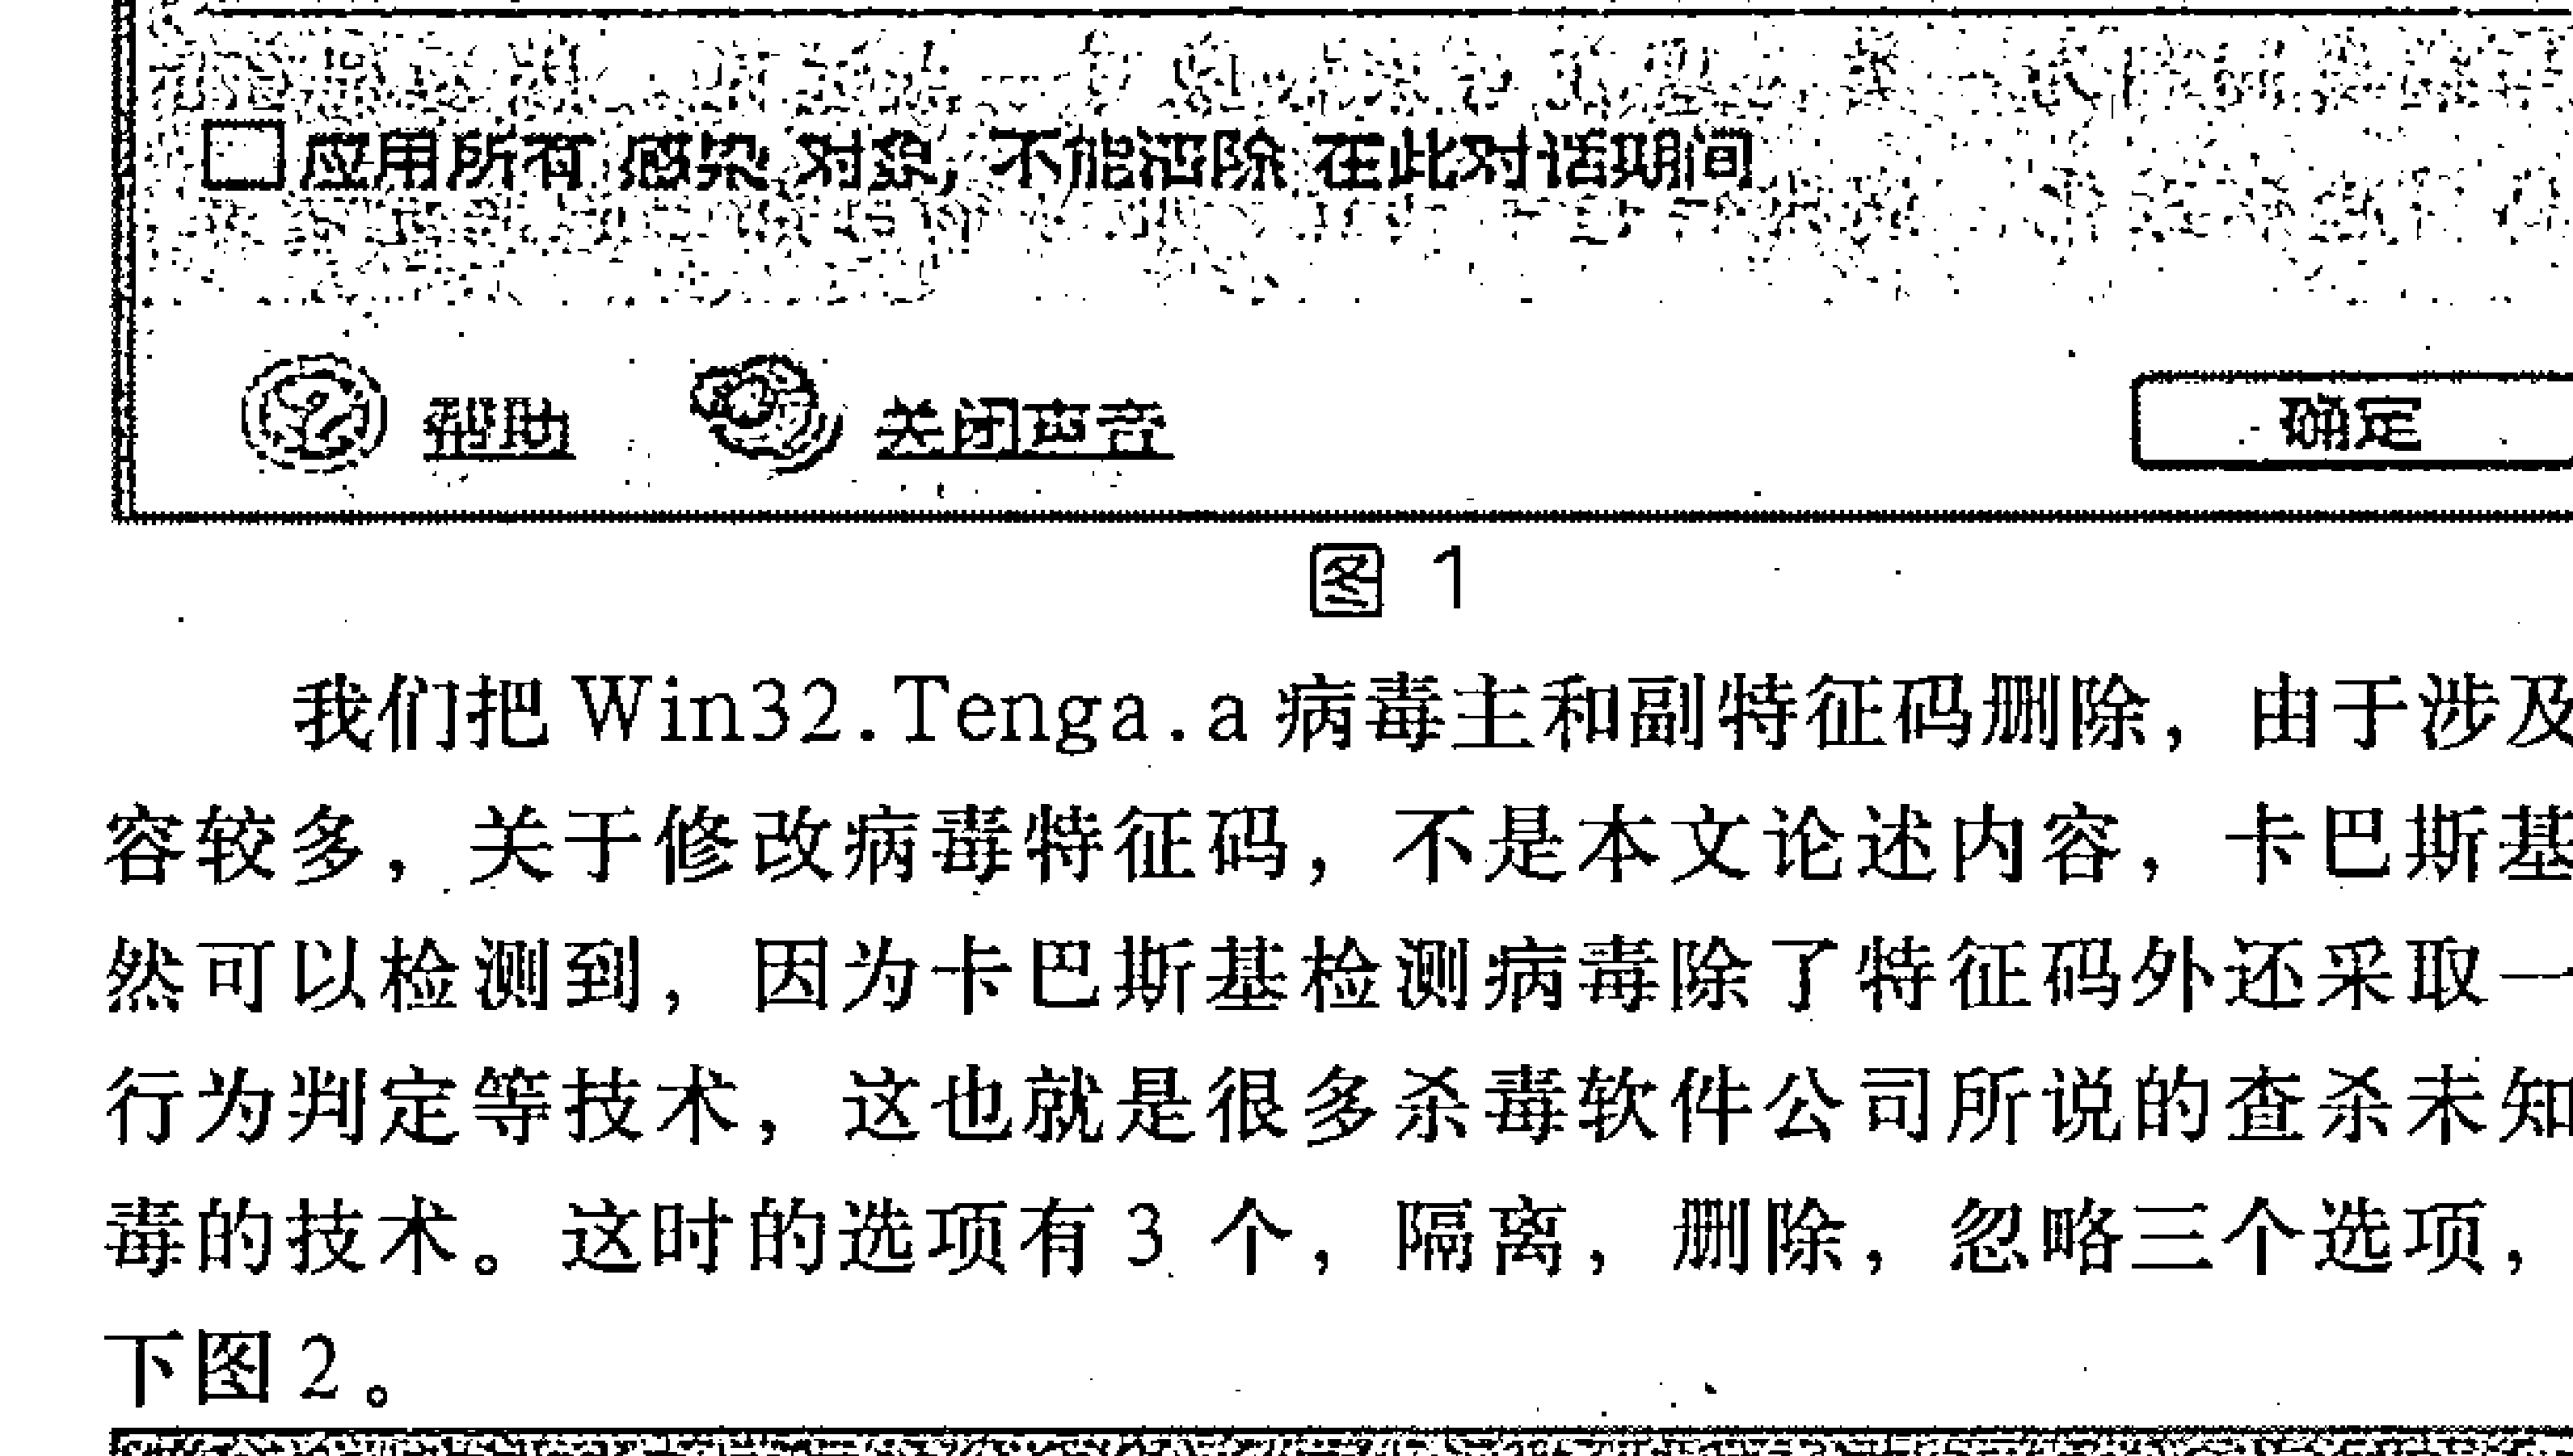 应用所有 感染 对象, 不能清除 在此对话期间
帮助 关闭声音 确定
图 1
我们把 Win32.Tenga.a 病毒主和副特征码删除，由于涉及
容较多，关于修改病毒特征码，不是本文论述内容，卡巴斯基
然可以检测到，因为卡巴斯基检测病毒除了特征码外还采取一
行为判定等技术，这也就是很多杀毒软件公司所说的查杀未知
毒的技术。这时的选项有 3 个，隔离，删除，忽略三个选项，
下图 2。